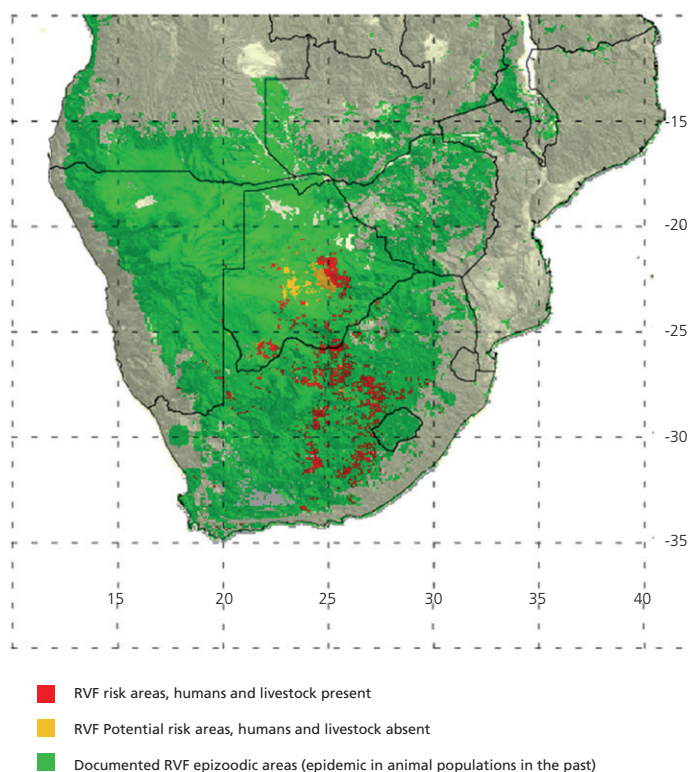 -15
-20
-25
-30
-35
15 20 25 30 35 40
RVF risk areas, humans and livestock present
RVF Potential risk areas, humans and livestock absent
Documented RVF epizoodic areas (epidemic in animal populations in the past)